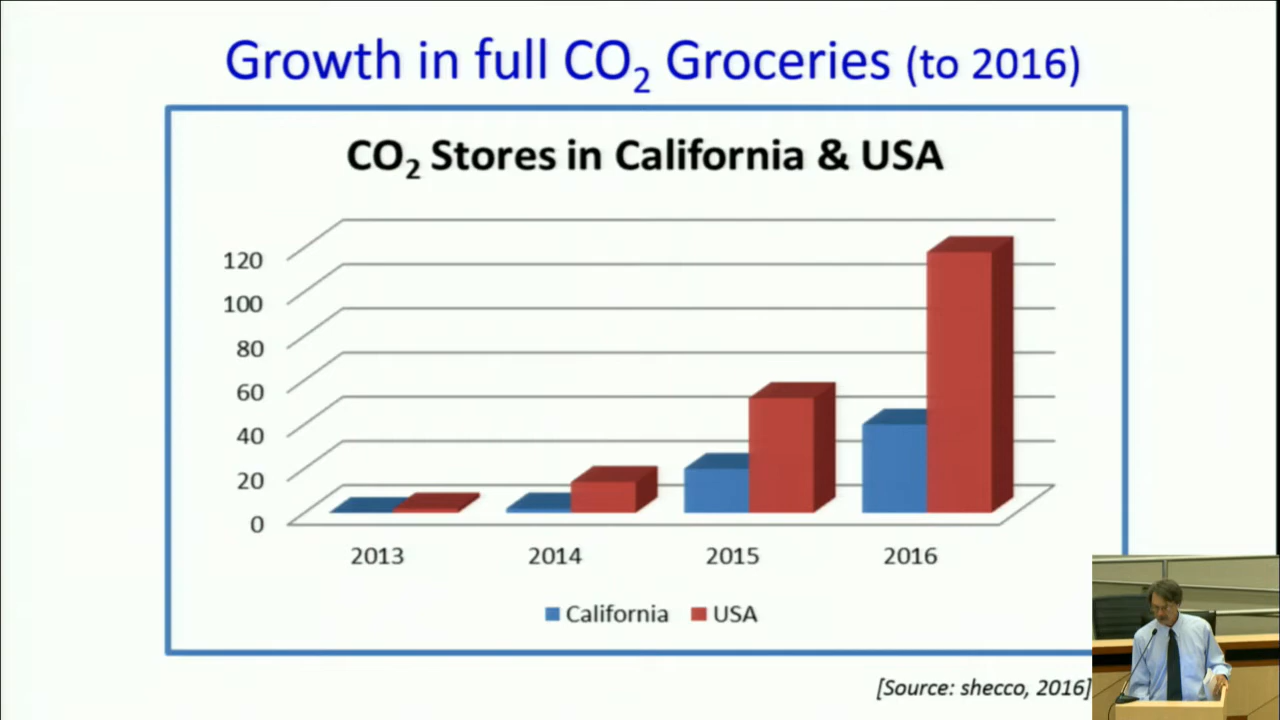 Growth in full CO₂ Groceries (to 2016)
CO₂ Stores in California & USA
120
100
80
60
40
20
0
2013 2014 2015 2016
California USA
[Source: shecco, 2016]